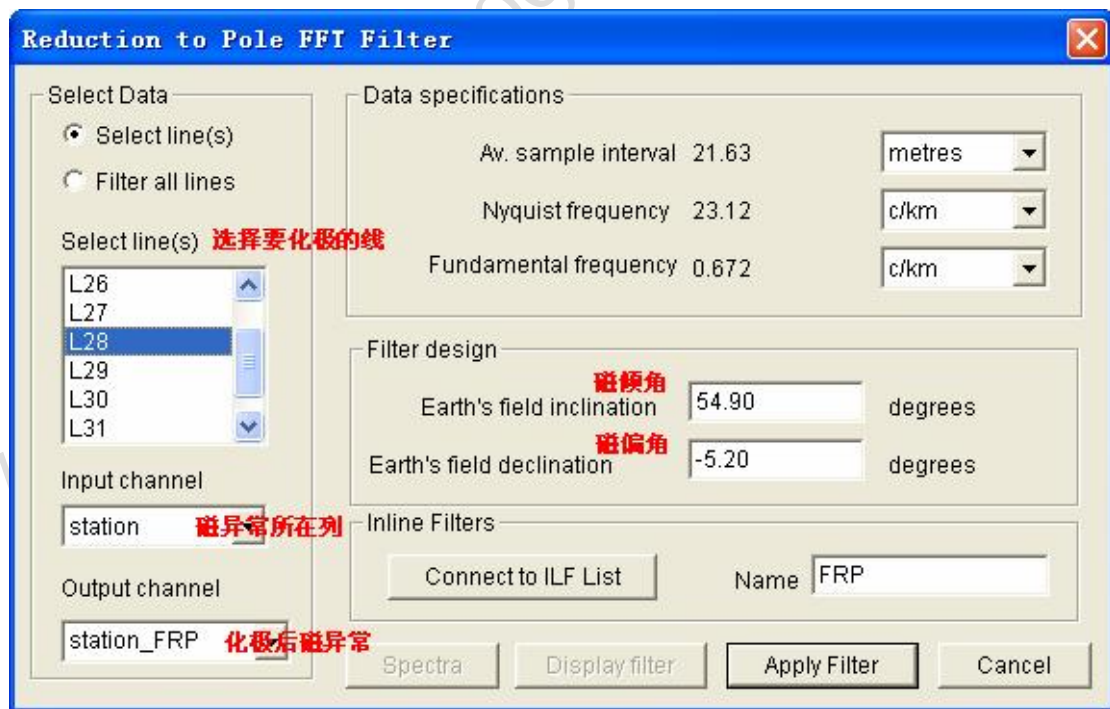 Reduction to Pole FFT Filter
Select Data
Select line(s)
Filter all lines
Select line(s) 选择要化极的线
L26
L27
L28
L29
L30
L31
Input channel
station 磁异常所在列
Output channel
station_FRP 化极后磁异常
Data specifications
Av. sample interval 21.63 metres
Nyquist frequency 23.12 c/km
Fundamental frequency 0.672 c/km
Filter design
磁倾角
Earth's field inclination 54.90 degrees
磁偏角
Earth's field declination -5.20 degrees
Inline Filters
Connect to ILF List Name FRP
Spectra Display filter Apply Filter Cancel